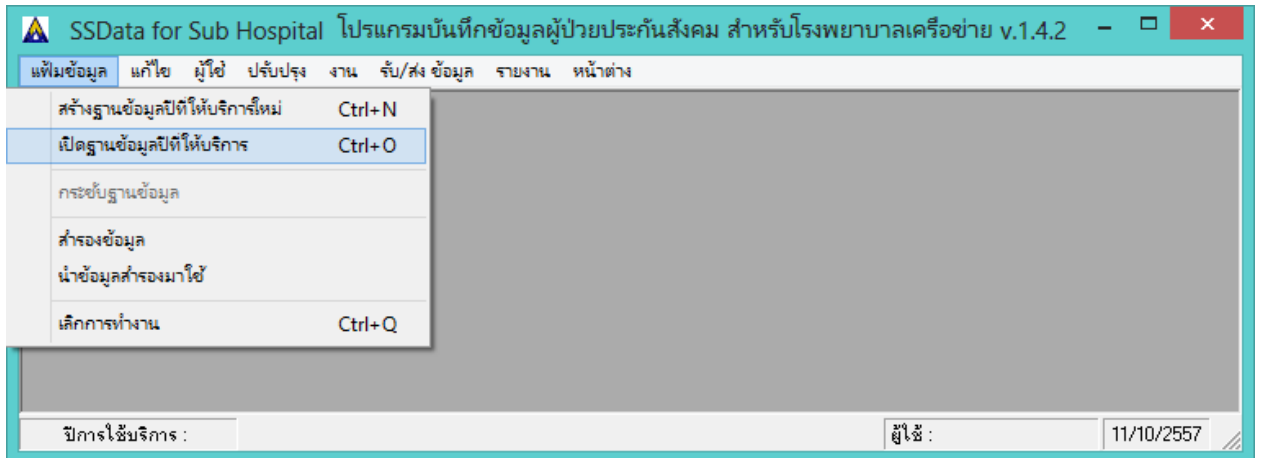 SSData for Sub Hospital โปรแกรมบันทึกข้อมูลผู้ป่วยประกันสังคม สำหรับโรงพยาบาลเครือข่าย v.1.4.2
แฟ้มข้อมูล แก้ไข ผู้ใช้ ปรับปรุง งาน รับ/ส่ง ข้อมูล รายงาน หน้าต่าง
สร้างฐานข้อมูลปีที่ให้บริการใหม่ Ctrl+N
เปิดฐานข้อมูลปีที่ให้บริการ Ctrl+O
กระชับฐานข้อมูล
สำรองข้อมูล
นำข้อมูลสำรองมาใช้
เลิกการทำงาน Ctrl+Q
ปีการใช้บริการ : ผู้ใช้ : 11/10/2557